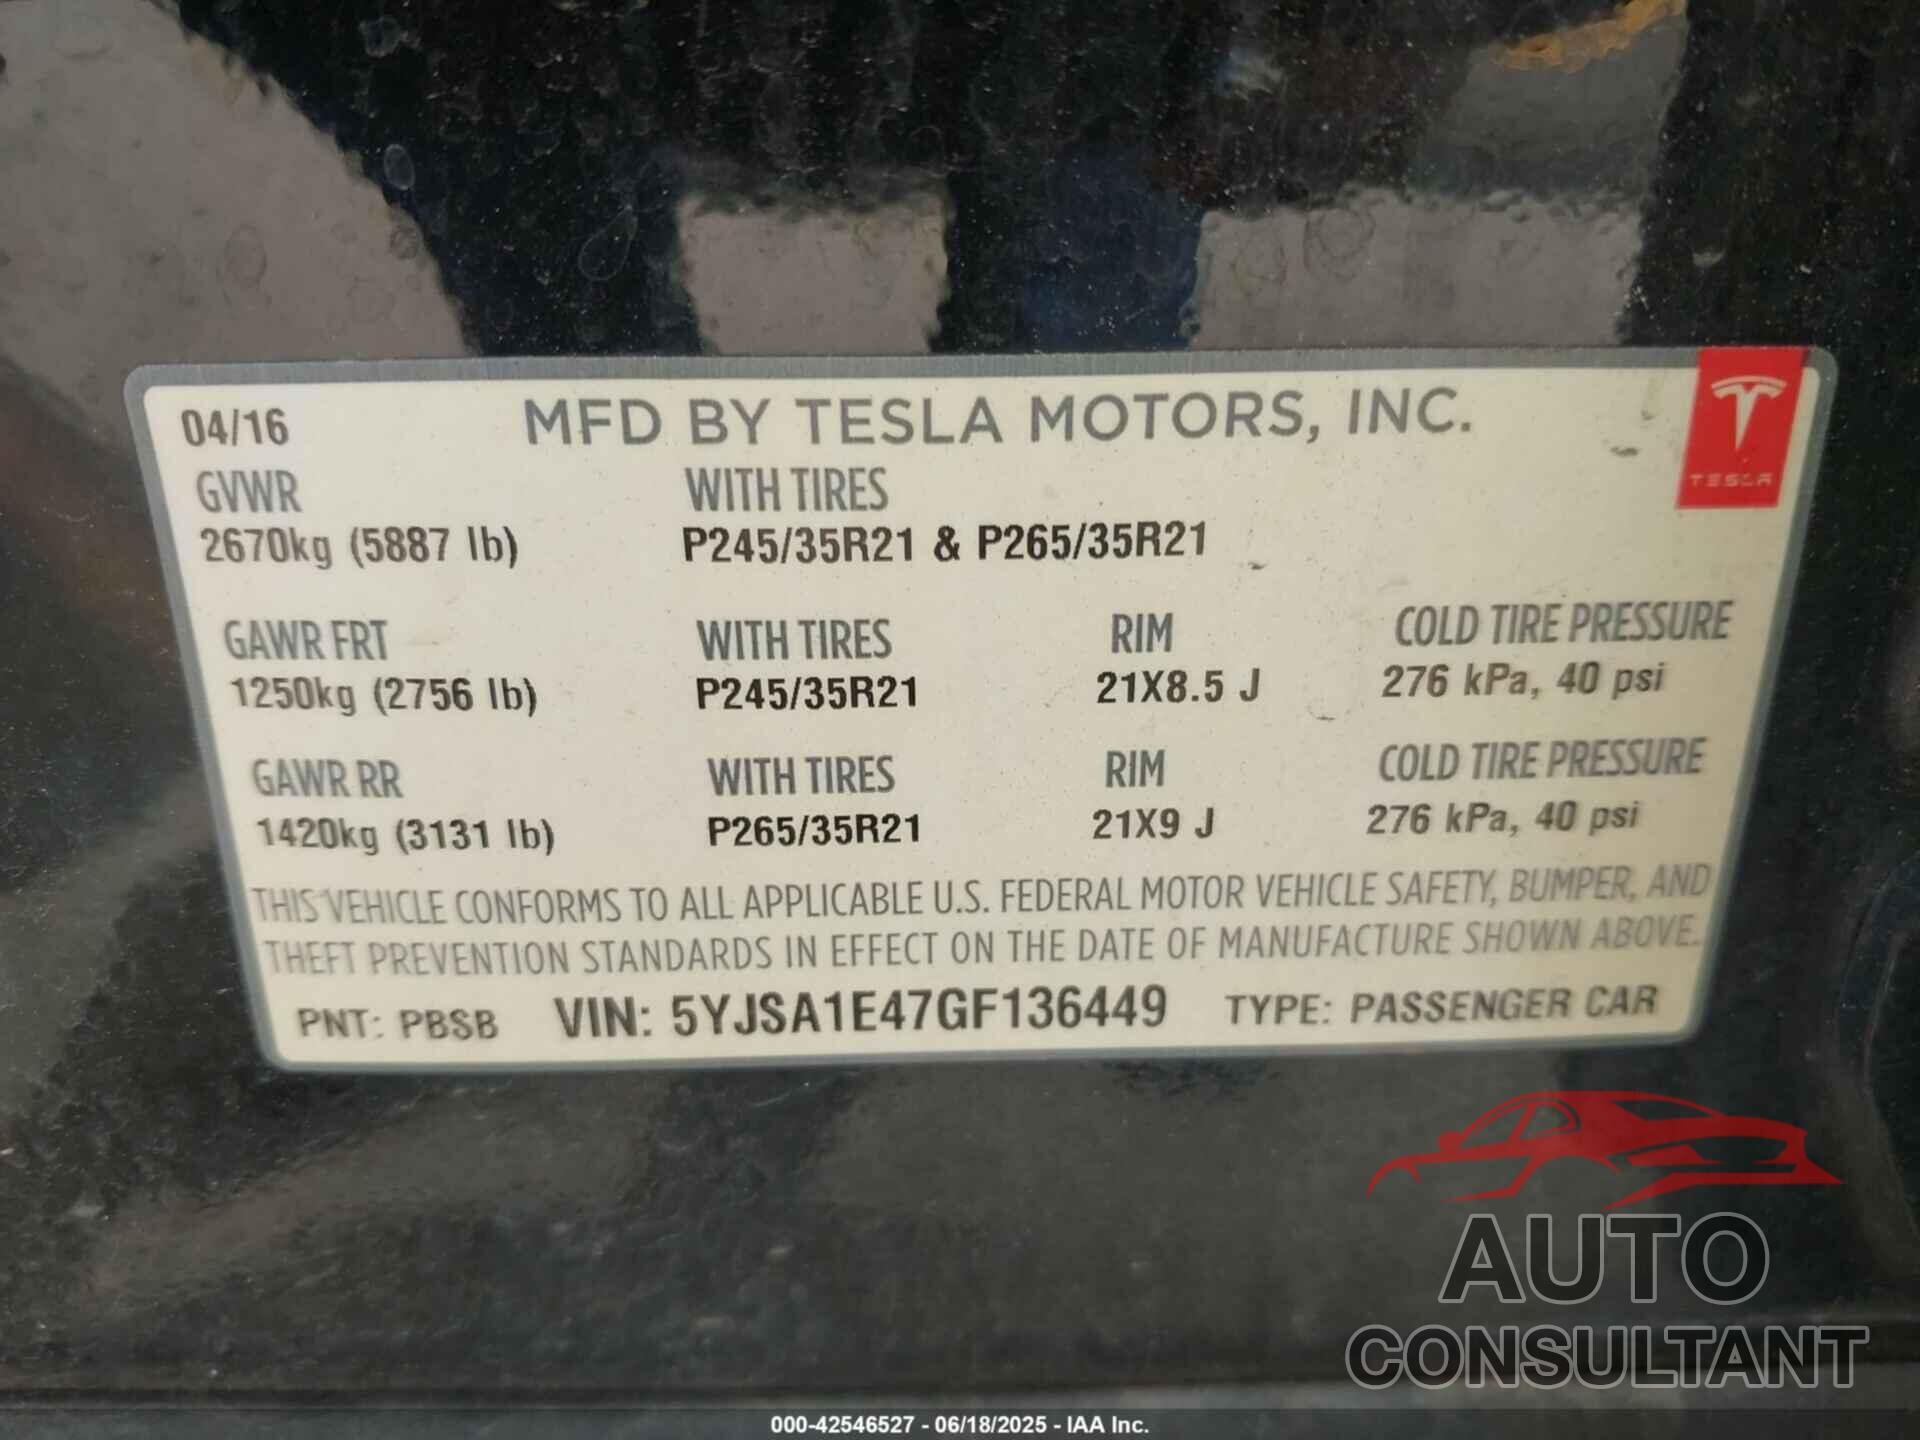 04/16 MFD BY TESLA MOTORS, INC.
TESLA
GVWR WITH TIRES
2670kg (5887 lb) P245/35R21 & P265/35R21
GAWR FRT WITH TIRES RIM COLD TIRE PRESSURE
1250kg (2756 lb) P245/35R21 21X8.5 J 276 kPa, 40 psi
GAWR RR WITH TIRES RIM COLD TIRE PRESSURE
1420kg (3131 lb) P265/35R21 21X9 J 276 kPa, 40 psi
THIS VEHICLE CONFORMS TO ALL APPLICABLE U.S. FEDERAL MOTOR VEHICLE SAFETY, BUMPER, AND
THEFT PREVENTION STANDARDS IN EFFECT ON THE DATE OF MANUFACTURE SHOWN ABOVE.
PNT: PBSB VIN: 5YJSA1E47GF136449 TYPE: PASSENGER CAR
AUTO
CONSULTANT
000-42546527 - 06/18/2025 - IAA Inc.